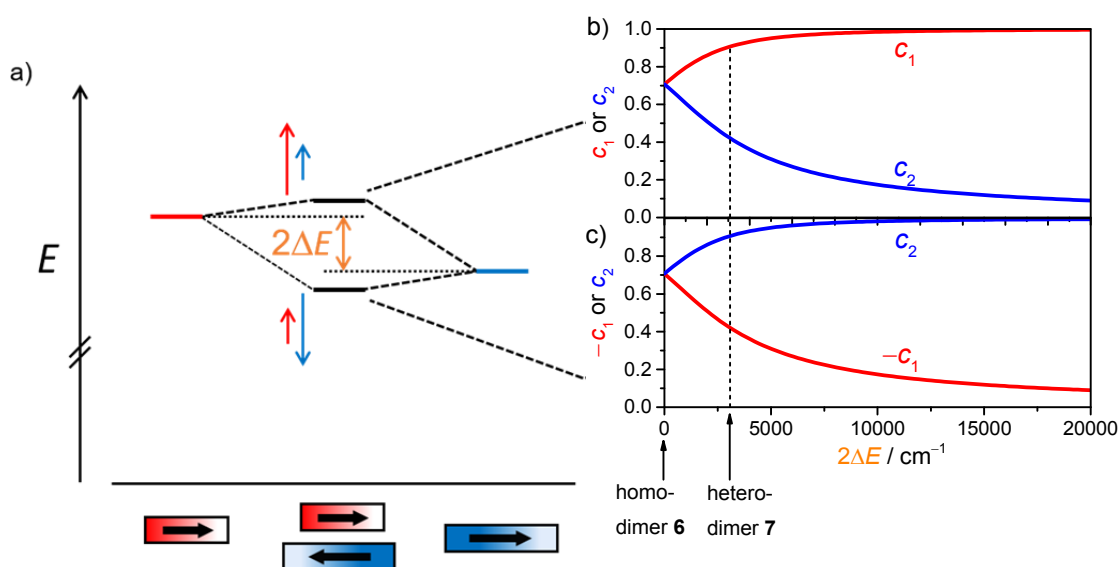 a)
E
2ΔE
b)
c₁ or c₂
1.0
0.8
0.6
0.4
0.2
0.0
c₁
c₂
c)
−c₁ or c₂
0.8
0.6
0.4
0.2
0.0
c₂
−c₁
0 5000 10000 15000 20000
2ΔE / cm⁻¹
homo-
dimer 6
hetero-
dimer 7